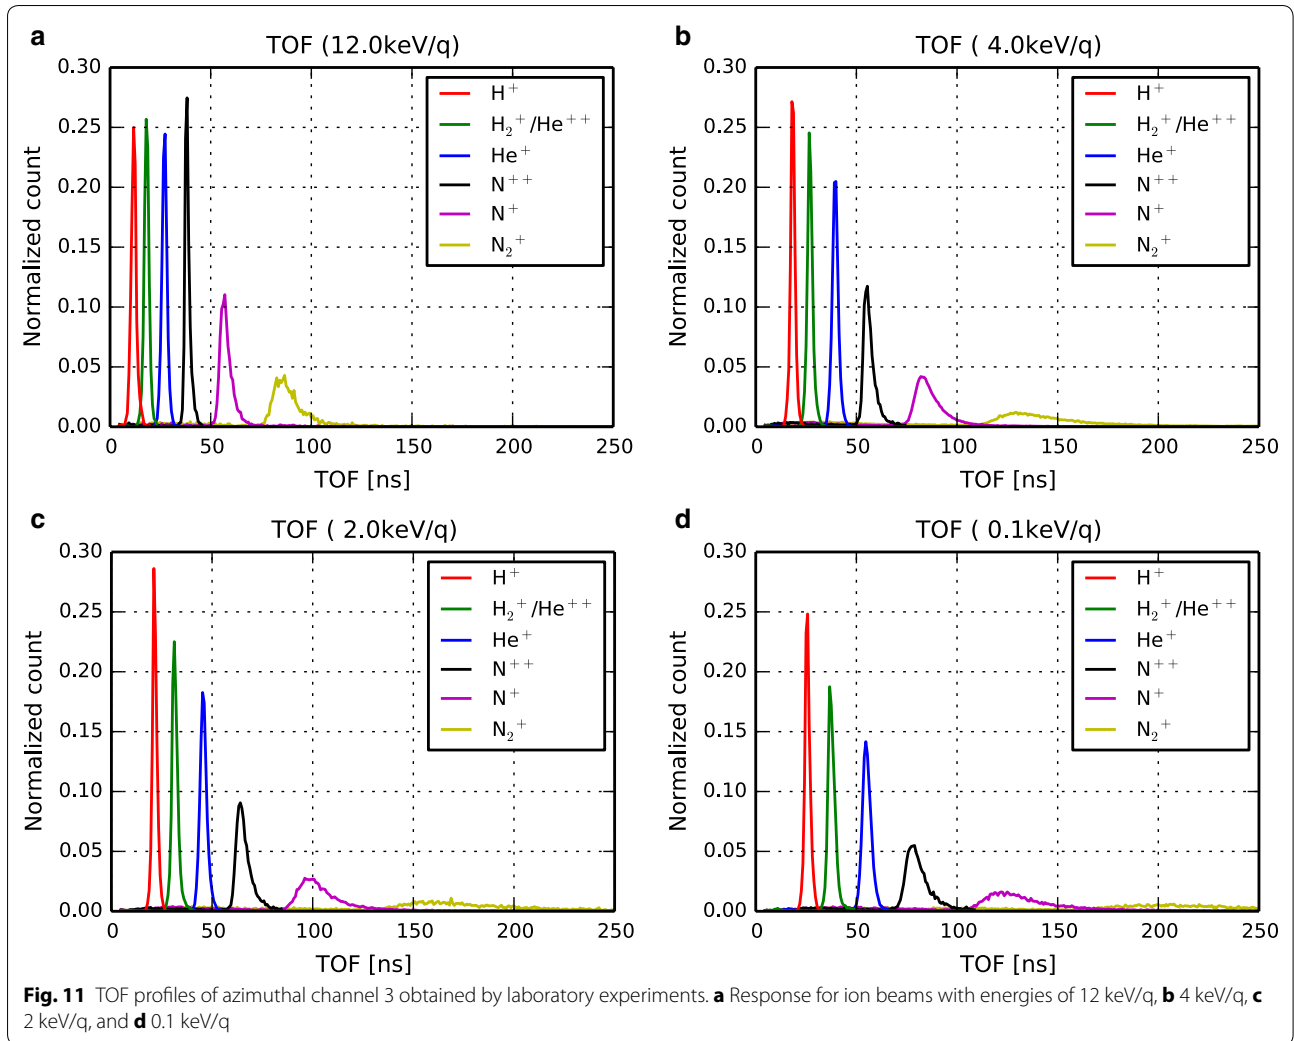 a
TOF (12.0keV/q)
0.30
0.25
0.20
0.15
0.10
0.05
0.00
Normalized count
H⁺
H₂⁺/He⁺⁺
He⁺
N⁺⁺
N⁺
N₂⁺
0 50 100 150 200 250
TOF [ns]
b
TOF ( 4.0keV/q)
0.30
0.25
0.20
0.15
0.10
0.05
0.00
Normalized count
H⁺
H₂⁺/He⁺⁺
He⁺
N⁺⁺
N⁺
N₂⁺
0 50 100 150 200 250
TOF [ns]
c
TOF ( 2.0keV/q)
0.30
0.25
0.20
0.15
0.10
0.05
0.00
Normalized count
H⁺
H₂⁺/He⁺⁺
He⁺
N⁺⁺
N⁺
N₂⁺
0 50 100 150 200 250
TOF [ns]
d
TOF ( 0.1keV/q)
0.30
0.25
0.20
0.15
0.10
0.05
0.00
Normalized count
H⁺
H₂⁺/He⁺⁺
He⁺
N⁺⁺
N⁺
N₂⁺
0 50 100 150 200 250
TOF [ns]
Fig. 11 TOF profiles of azimuthal channel 3 obtained by laboratory experiments. a Response for ion beams with energies of 12 keV/q, b 4 keV/q, c
2 keV/q, and d 0.1 keV/q